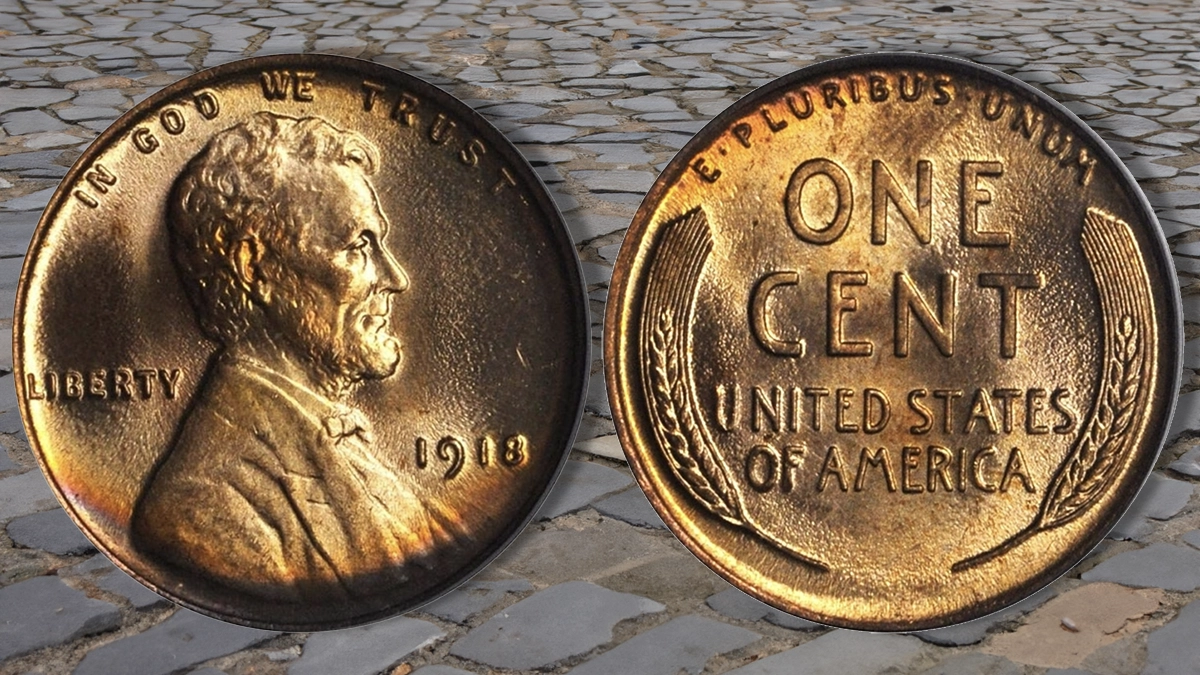 IN GOD WE TRUST
LIBERTY
1918
E·PLURIBUS·UNUM
ONE
CENT
UNITED STATES
OF AMERICA